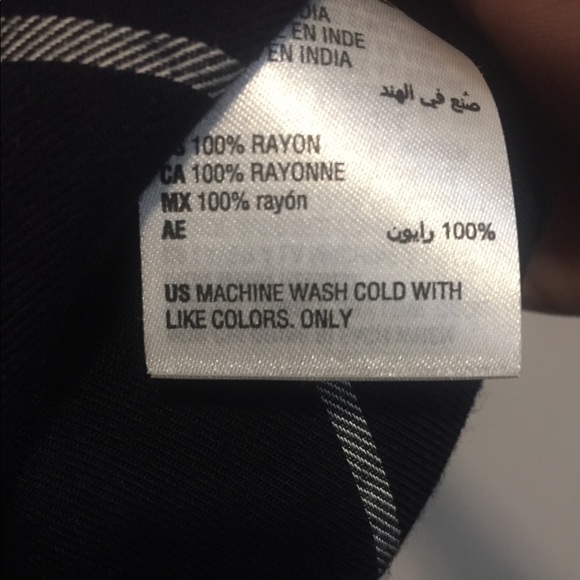 EN INDE
EN INDIA
صنع في الهند
100% RAYON
CA 100% RAYONNE
MX 100% rayón
AE 100% رايون
US MACHINE WASH COLD WITH
LIKE COLORS. ONLY